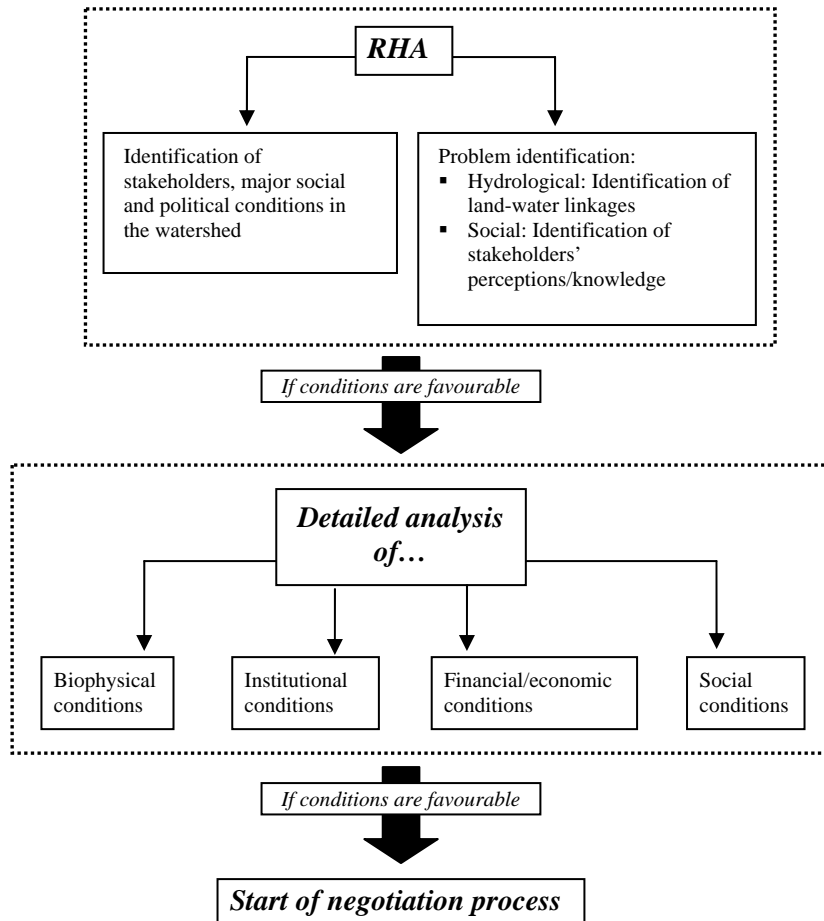 RHA
Identification of
stakeholders, major social
and political conditions in
the watershed
Problem identification:
▪ Hydrological: Identification of
land-water linkages
▪ Social: Identification of
stakeholders’
perceptions/knowledge
If conditions are favourable
Detailed analysis
of…
Biophysical
conditions
Institutional
conditions
Financial/economic
conditions
Social
conditions
If conditions are favourable
Start of negotiation process